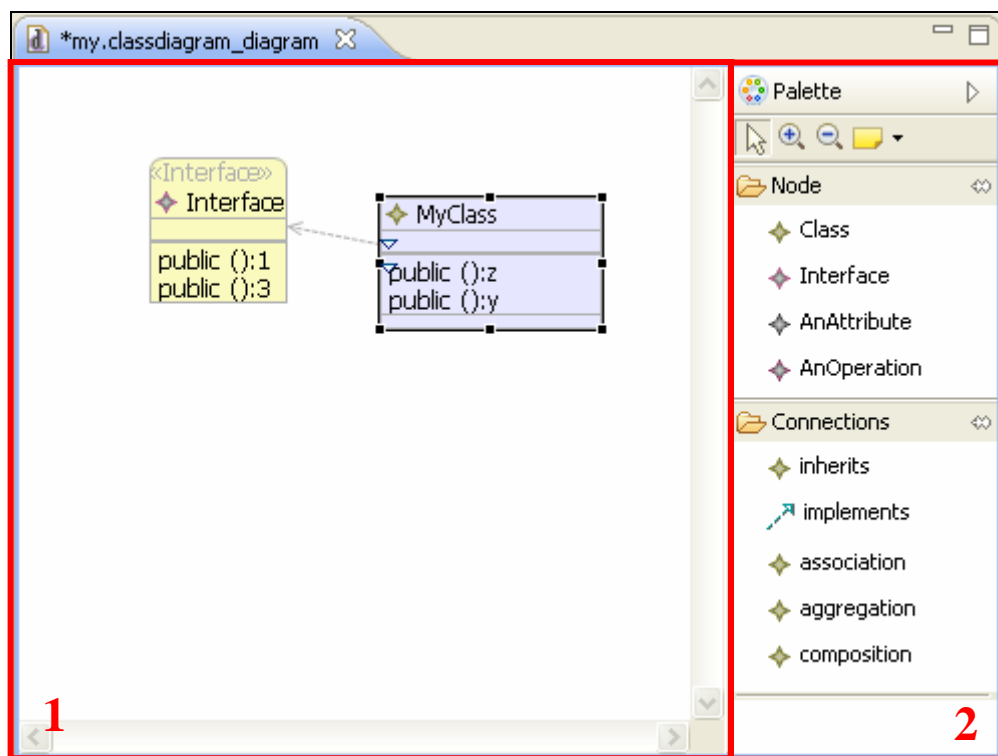 *my.classdiagram_diagram
«Interface»
Interface
public ():1
public ():3
MyClass
public ():z
public ():y
1
Palette
Node
Class
Interface
AnAttribute
AnOperation
Connections
inherits
implements
association
aggregation
composition
2